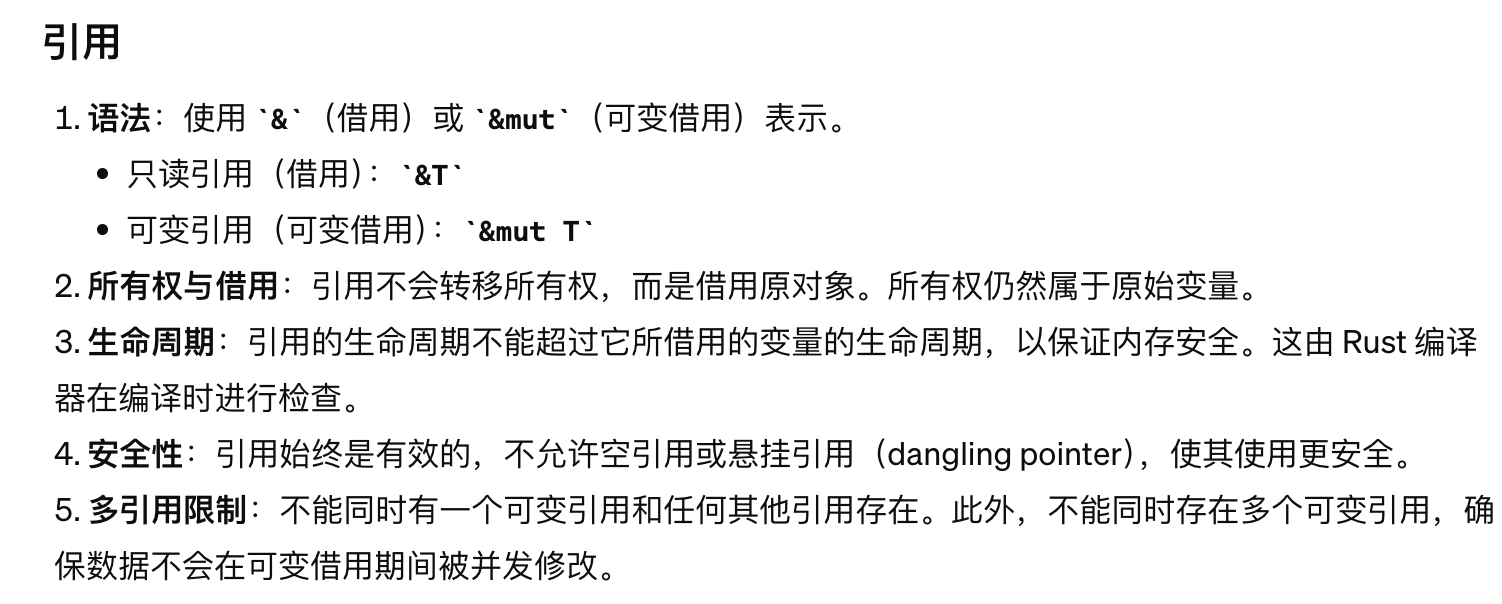 引用
1. 语法：使用 `&`（借用）或 `&mut`（可变借用）表示。
• 只读引用（借用）：`&T`
• 可变引用（可变借用）：`&mut T`
2. 所有权与借用：引用不会转移所有权，而是借用原对象。所有权仍然属于原始变量。
3. 生命周期：引用的生命周期不能超过它所借用的变量的生命周期，以保证内存安全。这由 Rust 编译
器在编译时进行检查。
4. 安全性：引用始终是有效的，不允许空引用或悬挂引用（dangling pointer），使其使用更安全。
5. 多引用限制：不能同时有一个可变引用和任何其他引用存在。此外，不能同时存在多个可变引用，确
保数据不会在可变借用期间被并发修改。